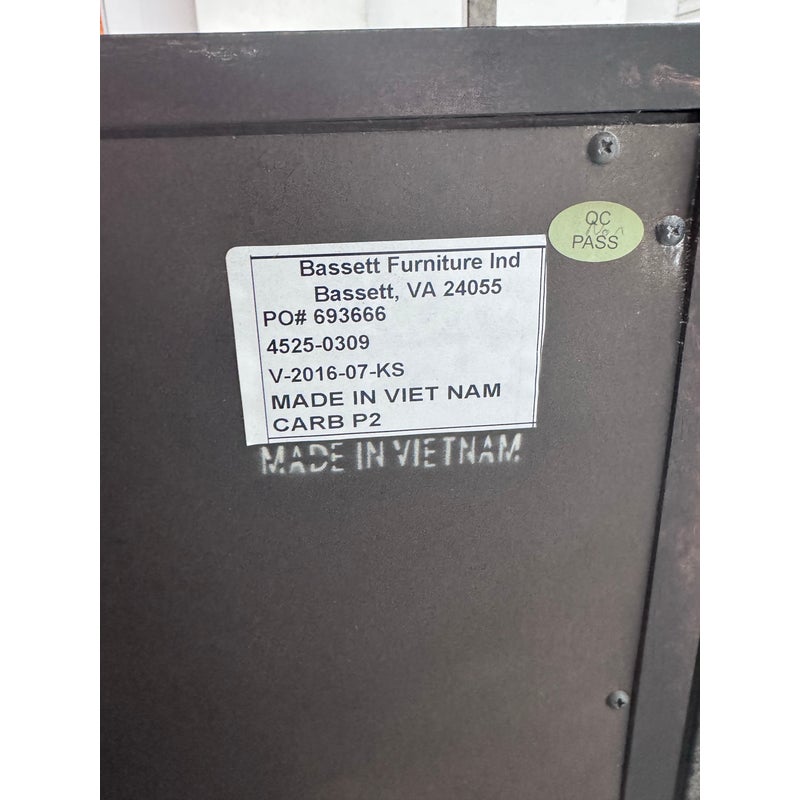 QC
PASS
Bassett Furniture Ind
Bassett, VA 24055
PO# 693666
4525-0309
V-2016-07-KS
MADE IN VIET NAM
CARB P2
MADE IN VIETNAM